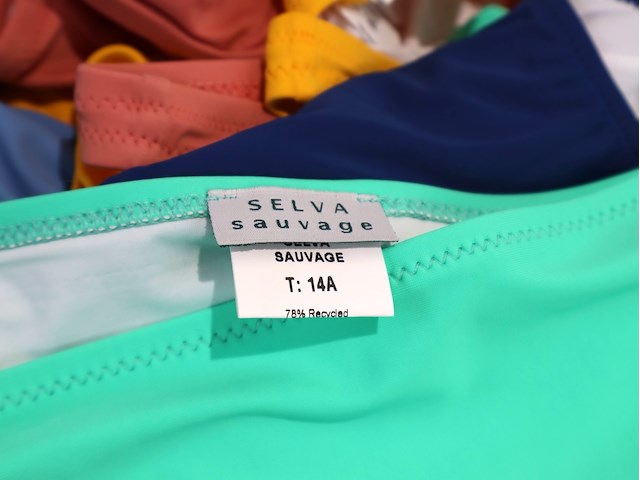 SELVA
sauvage
SELVA
SAUVAGE
T: 14A
78% Recycled